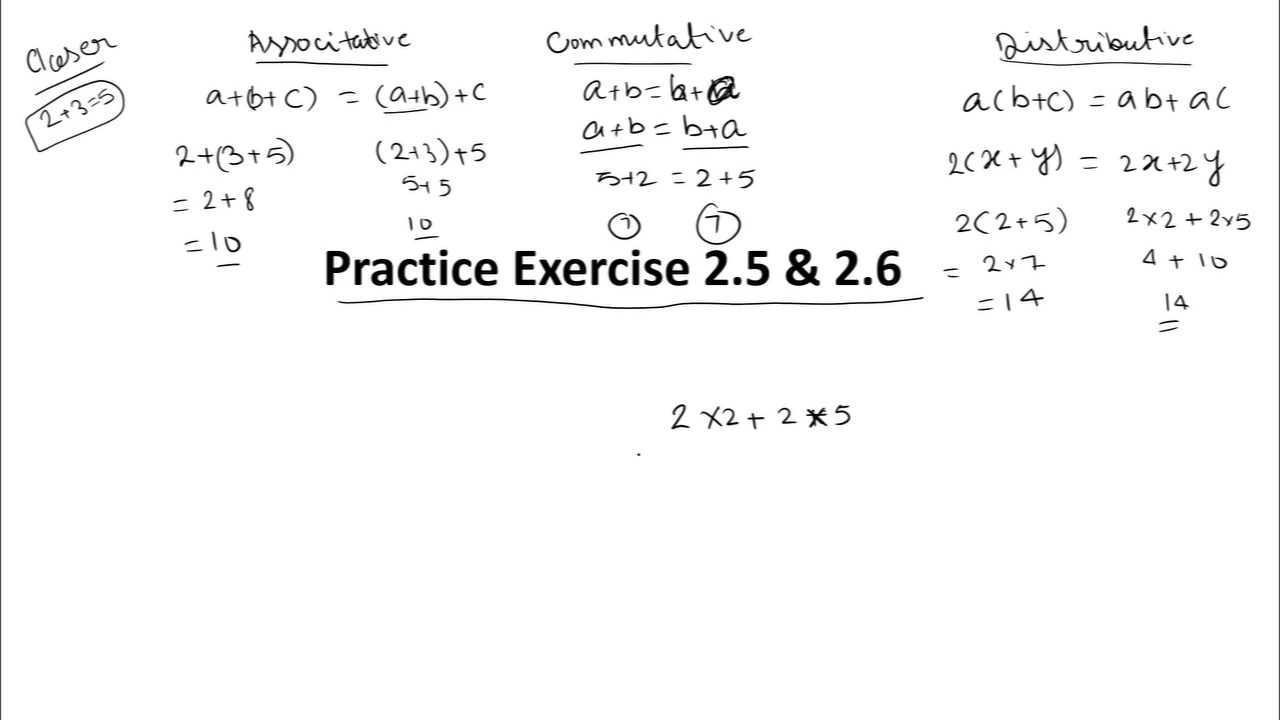 Closer
2+3=5
Associtative
a+(b+c) = (a+b)+c
2+(3+5)
= 2+8
= 10
(2+3)+5
5+5
10
Commutative
a+b=b+a
a+b = b+a
5+2 = 2+5
7 7
Distributive
a(b+c) = ab+ac
2(x+y) = 2x+2y
2(2+5)
= 2×7
= 14
2×2+2×5
4+10
14
Practice Exercise 2.5 & 2.6
2×2+2×5